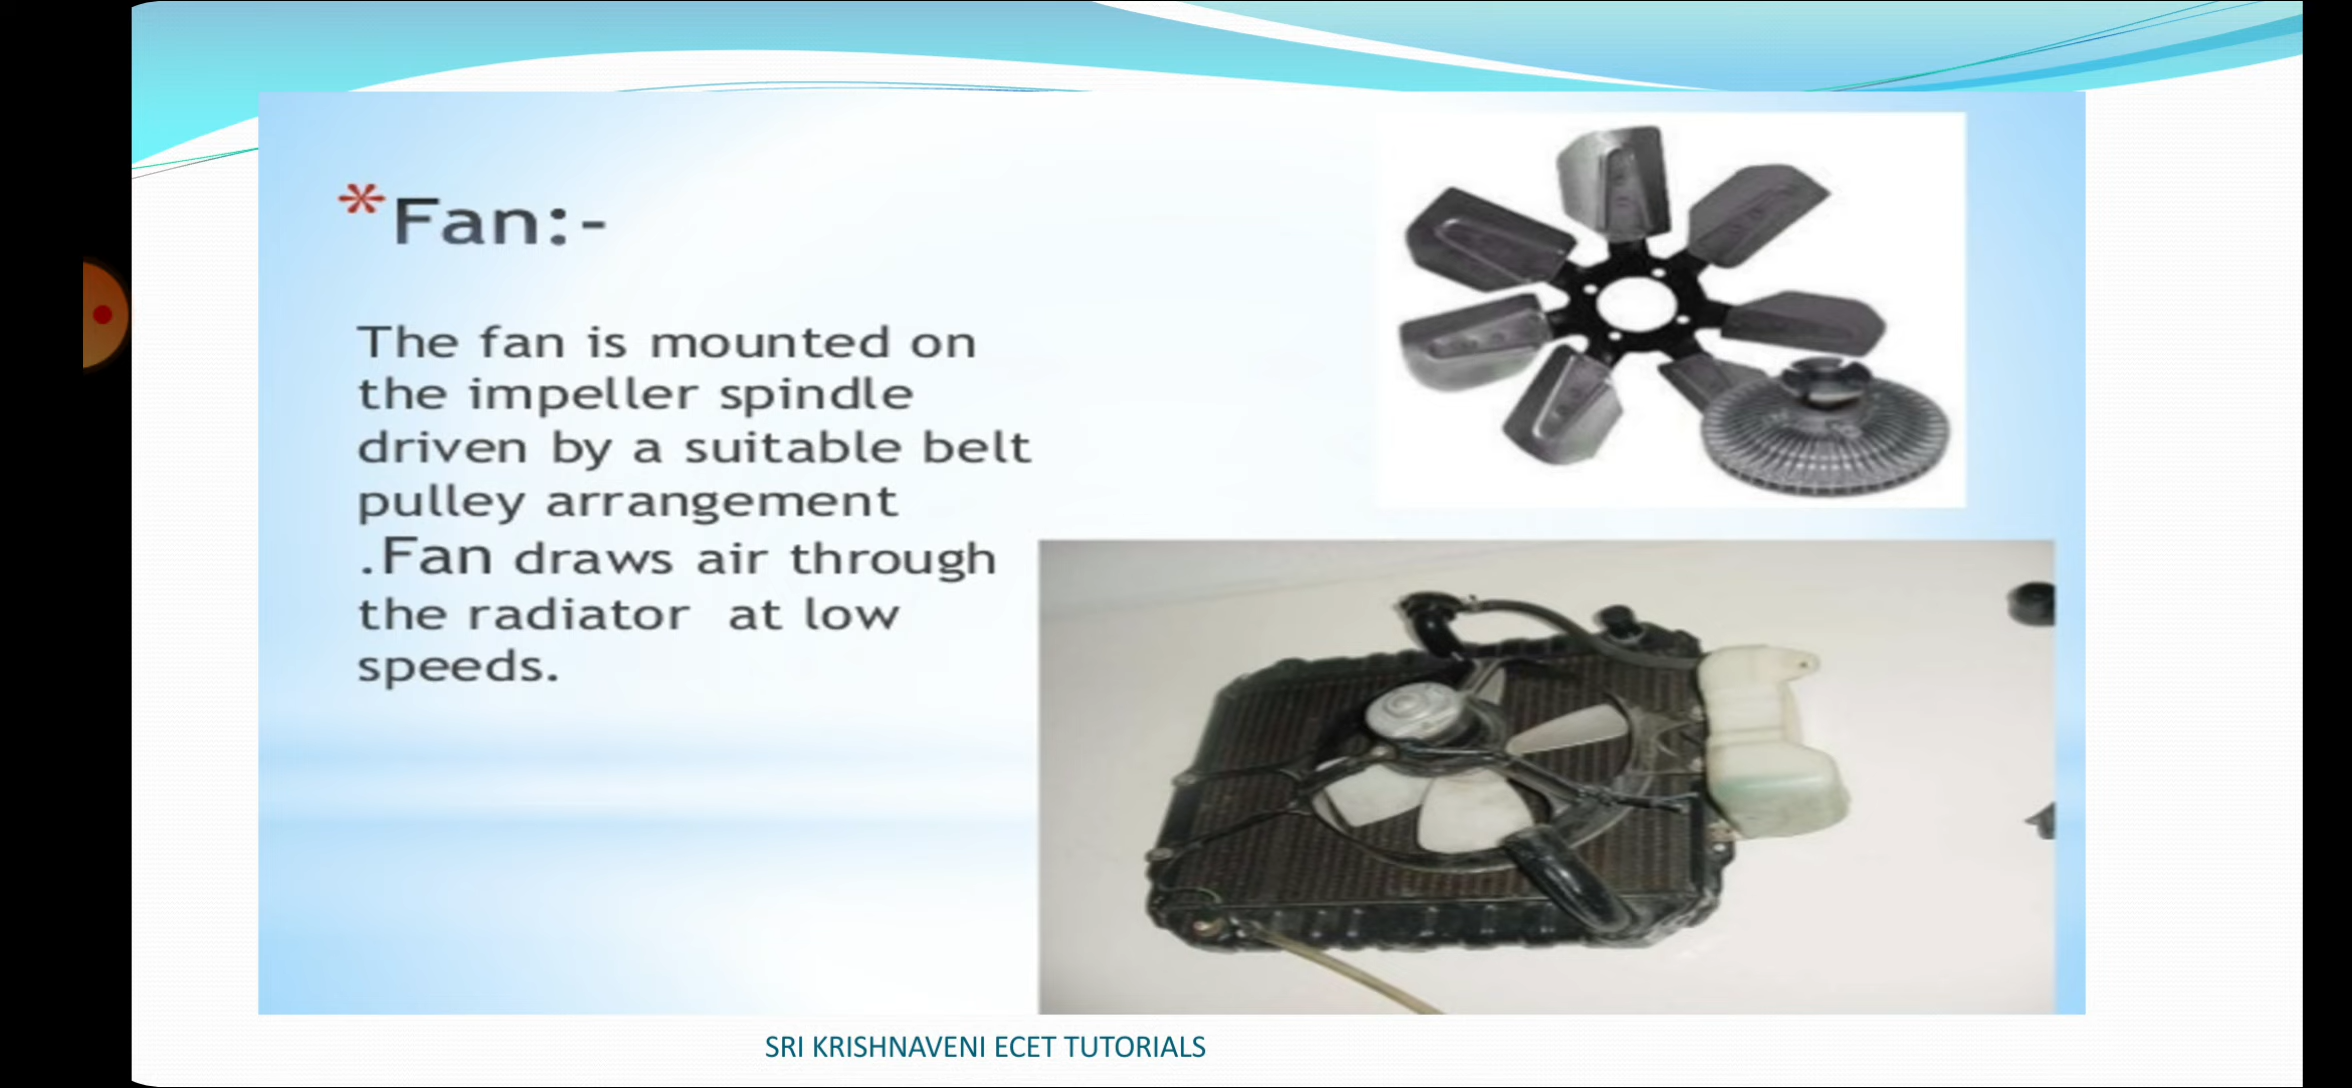 *Fan:-
The fan is mounted on
the impeller spindle
driven by a suitable belt
pulley arrangement
.Fan draws air through
the radiator at low
speeds.
SRI KRISHNAVENI ECET TUTORIALS